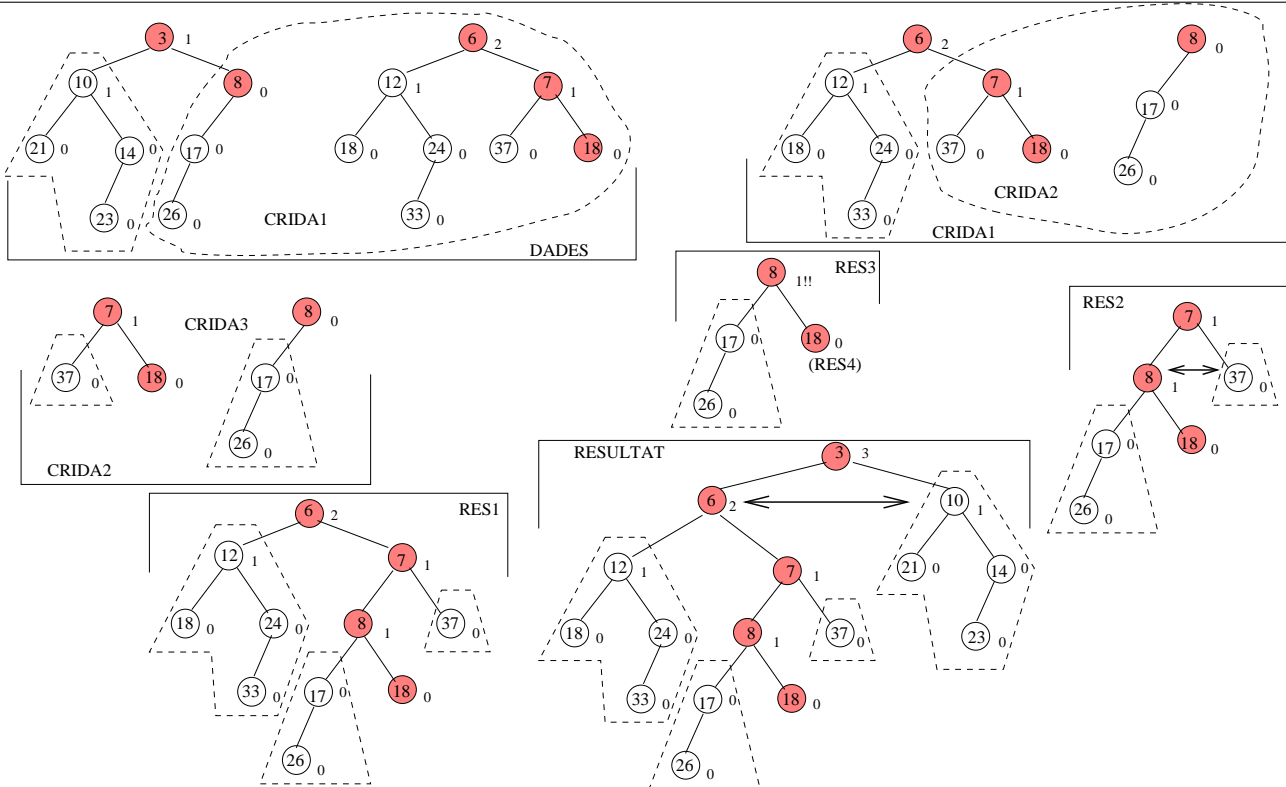 3 1 6 2
10 1 8 0 12 1 7 1
21 0 14 0 17 0 18 0 24 0 37 0 18 0
23 0 26 0 CRIDA1 33 0
DADES
6 2 8 0
12 1 7 1 17 0
18 0 24 0 37 0 18 0 26 0
CRIDA2
33 0
CRIDA1
7 1 CRIDA3 8 0
37 0 18 0 17 0
26 0
CRIDA2
8 1!! RES3
17 0 18 0
(RES4)
26 0
RES2 7 1
8 1 37 0
17 0 18 0
26 0
6 2 RES1
12 1 7 1
18 0 24 0 8 1 37 0
33 0 17 0 18 0
26 0
RESULTAT 3 3
6 2 10 1
12 1 7 1 21 0 14 0
18 0 24 0 8 1 37 0 23 0
33 0 17 0 18 0
26 0